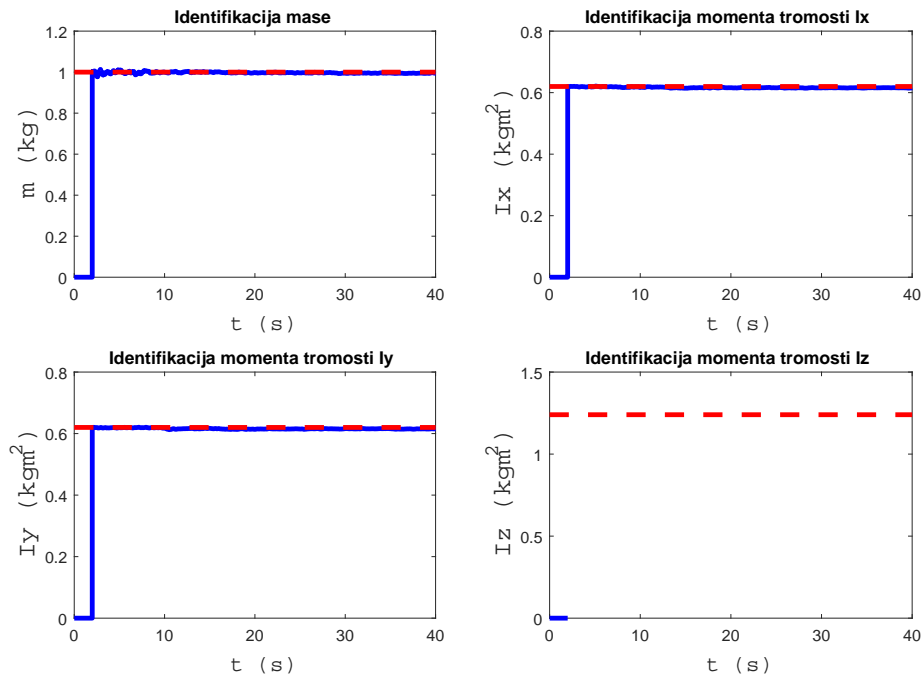 Identifikacija mase
1.2
1
0.8
0.6
0.4
0.2
0
m (kg)
0 10 20 30 40
t (s)
Identifikacija momenta tromosti Ix
0.8
0.6
0.4
0.2
0
Ix (kgm²)
0 10 20 30 40
t (s)
Identifikacija momenta tromosti Iy
0.8
0.6
0.4
0.2
0
Iy (kgm²)
0 10 20 30 40
t (s)
Identifikacija momenta tromosti Iz
1.5
1
0.5
0
Iz (kgm²)
0 10 20 30 40
t (s)